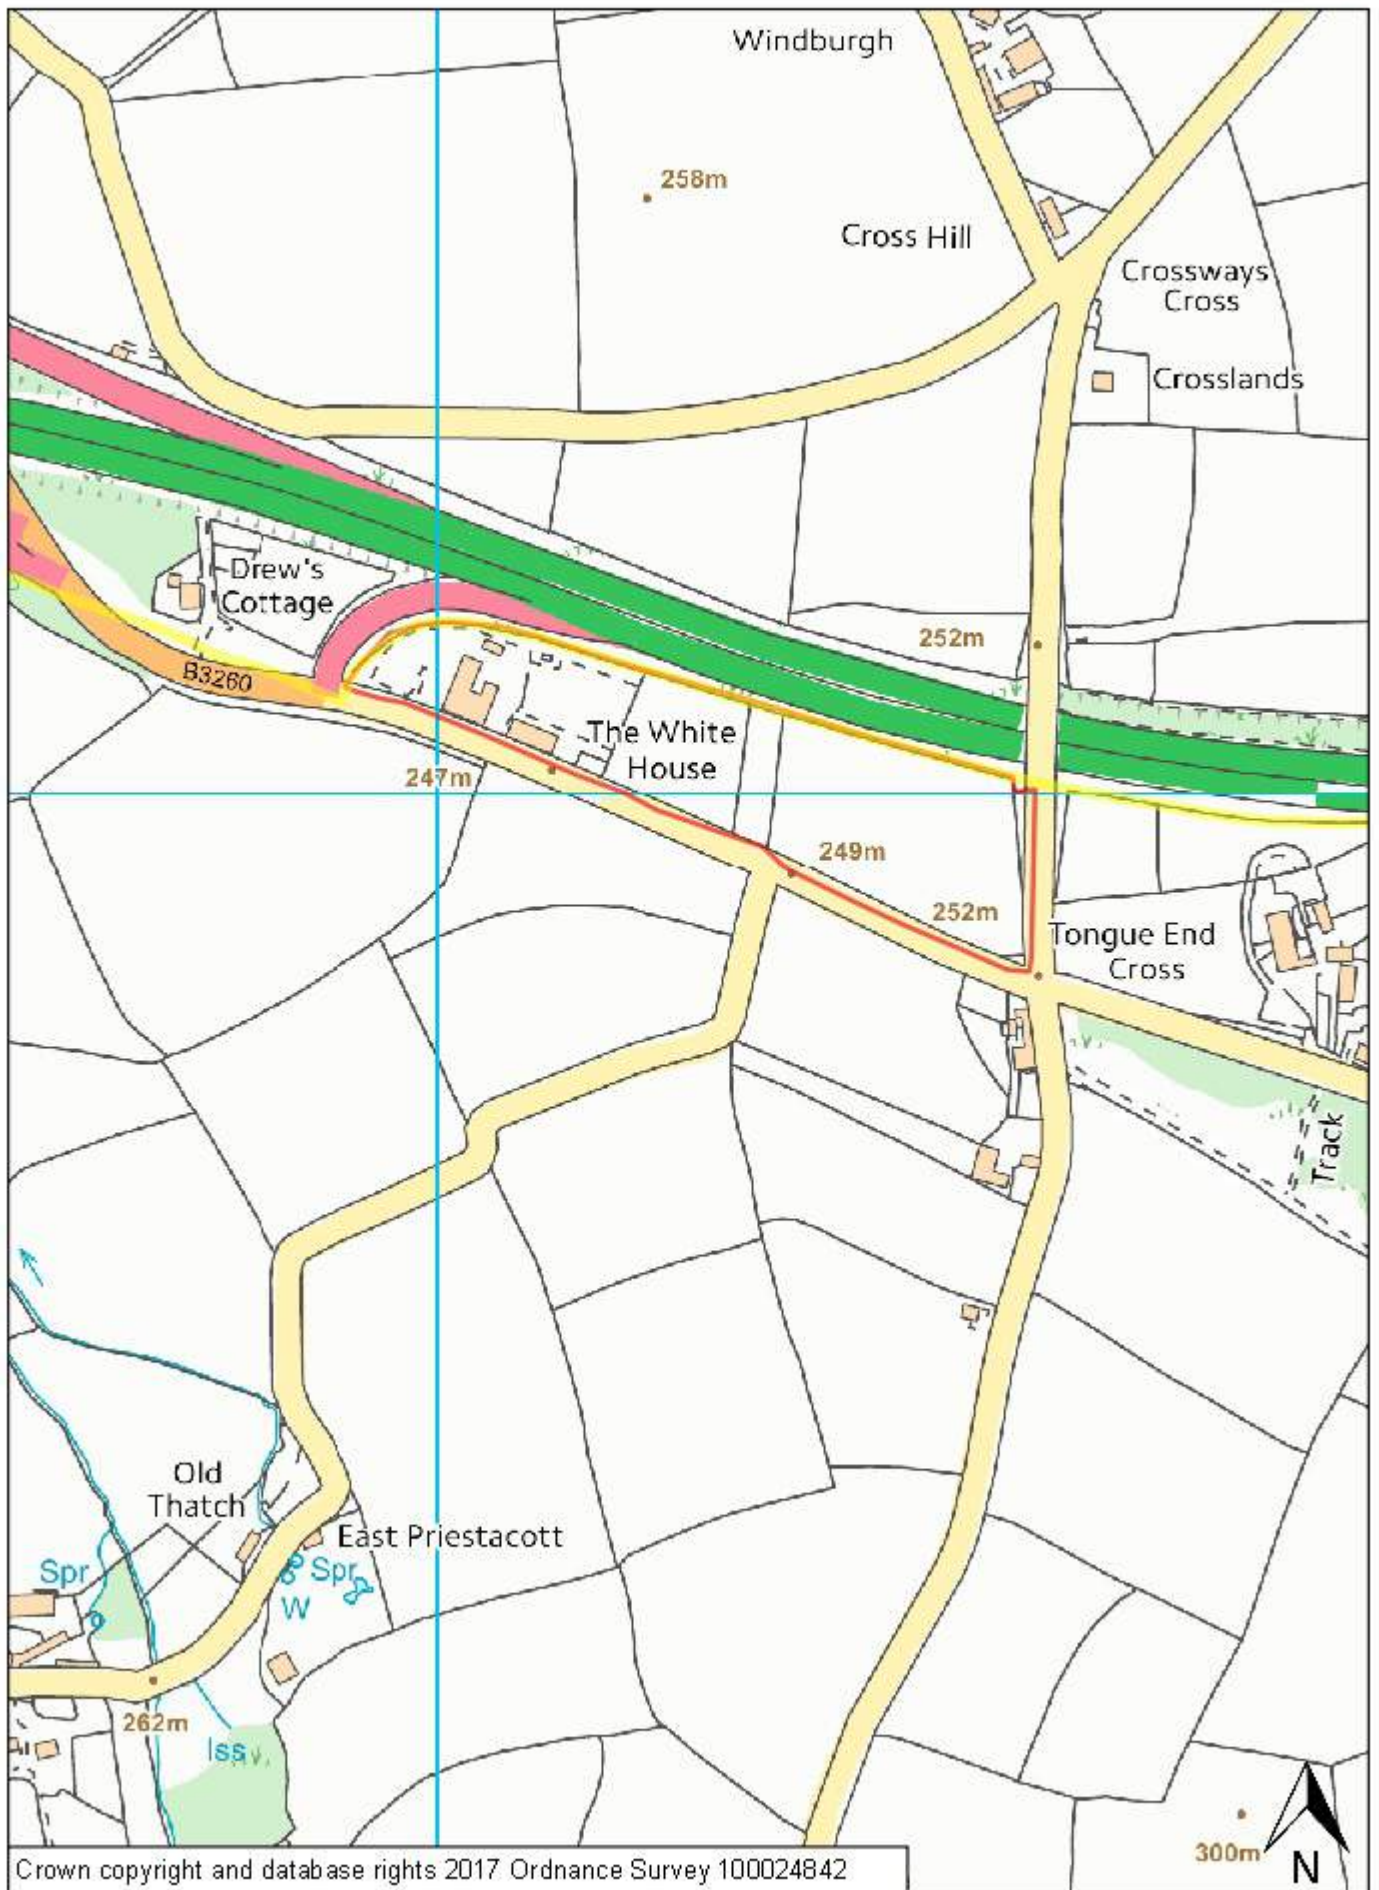 Windburgh
258m
Cross Hill
Crossways
Cross
Crosslands
Drew's
Cottage
252m
B3260
The White
House
247m
249m
252m
Tongue End
Cross
Track
Old
Thatch
East Priestacott
Spr
Spr
W
262m
Iss
300m
N
Crown copyright and database rights 2017 Ordnance Survey 100024842